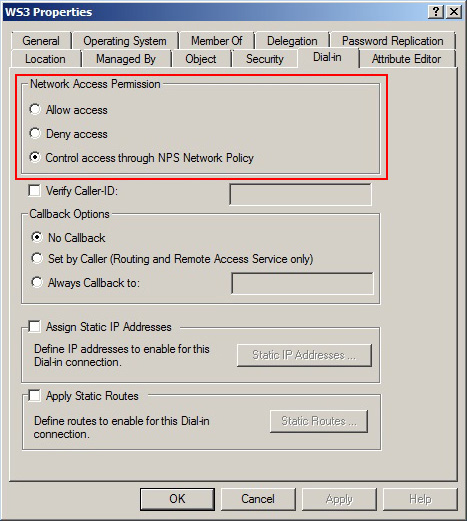 WS3 Properties
General Operating System Member Of Delegation Password Replication
Location Managed By Object Security Dial-in Attribute Editor
Network Access Permission
Allow access
Deny access
Control access through NPS Network Policy
Verify Caller-ID:
Callback Options
No Callback
Set by Caller (Routing and Remote Access Service only)
Always Callback to:
Assign Static IP Addresses
Define IP addresses to enable for this
Dial-in connection.
Static IP Addresses ...
Apply Static Routes
Define routes to enable for this Dial-in
connection.
Static Routes ...
OK Cancel Apply Help